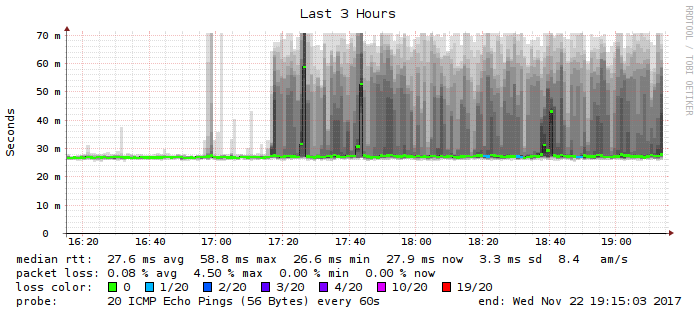 Last 3 Hours
RRDTOOL / TOBI OETIKER
Seconds
70 m
60 m
50 m
40 m
30 m
20 m
10 m
0
16:20 16:40 17:00 17:20 17:40 18:00 18:20 18:40 19:00
median rtt: 27.6 ms avg 58.8 ms max 26.6 ms min 27.9 ms now 3.3 ms sd 8.4 am/s
packet loss: 0.08 % avg 4.50 % max 0.00 % min 0.00 % now
loss color: 0 1/20 2/20 3/20 4/20 10/20 19/20
probe: 20 ICMP Echo Pings (56 Bytes) every 60s end: Wed Nov 22 19:15:03 2017